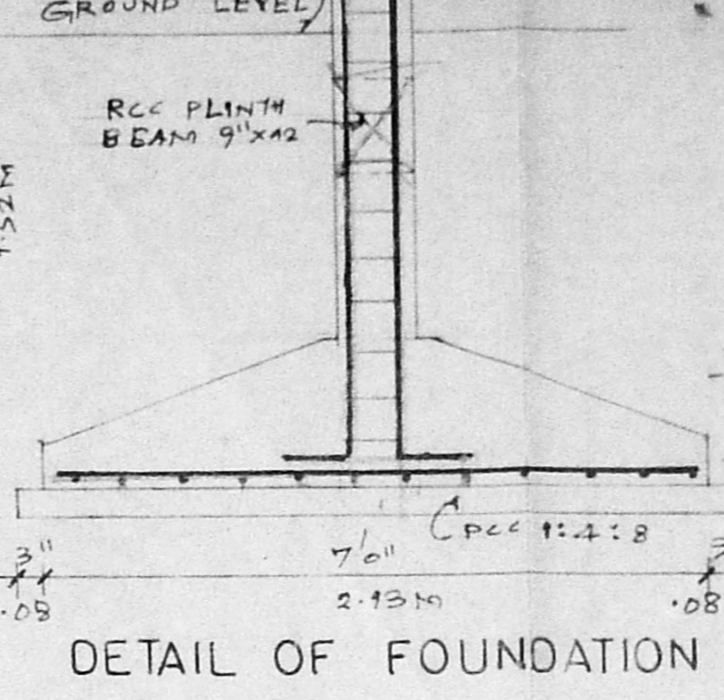 GROUND LEVEL
RCC PLINTH
BEAM 9"X12
PCC 1:4:8
3"
7'0"
.08
2.13M
.08
DETAIL OF FOUNDATION